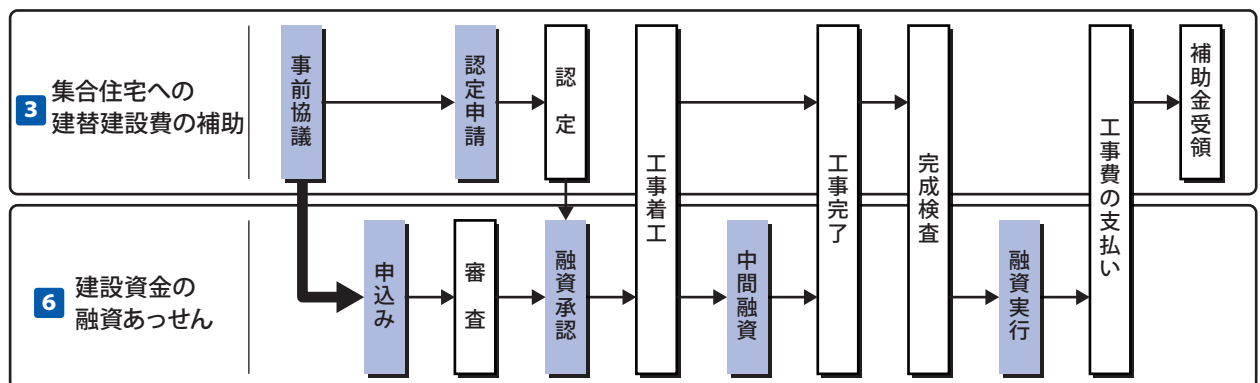 3
集合住宅への
建替建設費の補助
事前協議
認定申請
認定
工事着工
工事完了
完成検査
工事費の支払い
補助金受領
6
建設資金の
融資あっせん
申込み
審査
融資承認
中間融資
融資実行